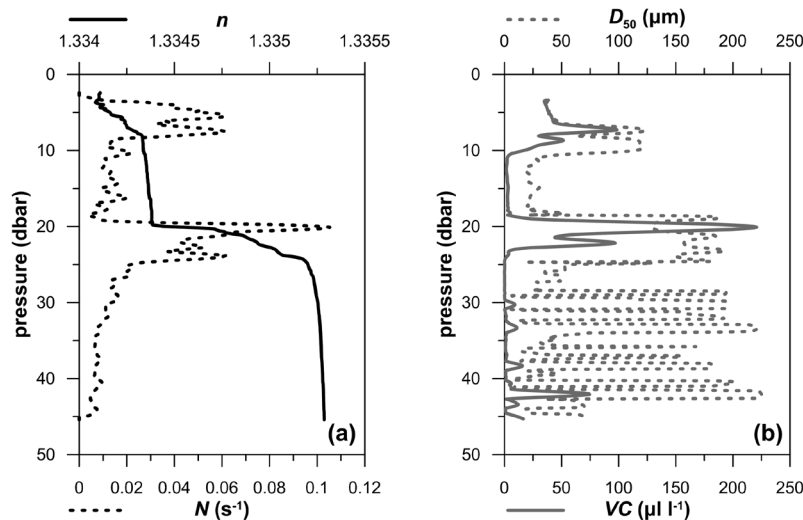 n
1.334 1.3345 1.335 1.3355
0
10
20
30
40
50
pressure (dbar)
(a)
0 0.02 0.04 0.06 0.08 0.1 0.12
N (s⁻¹)
D₅₀ (µm)
0 50 100 150 200 250
0
10
20
30
40
50
pressure (dbar)
(b)
0 50 100 150 200 250
VC (µl l⁻¹)